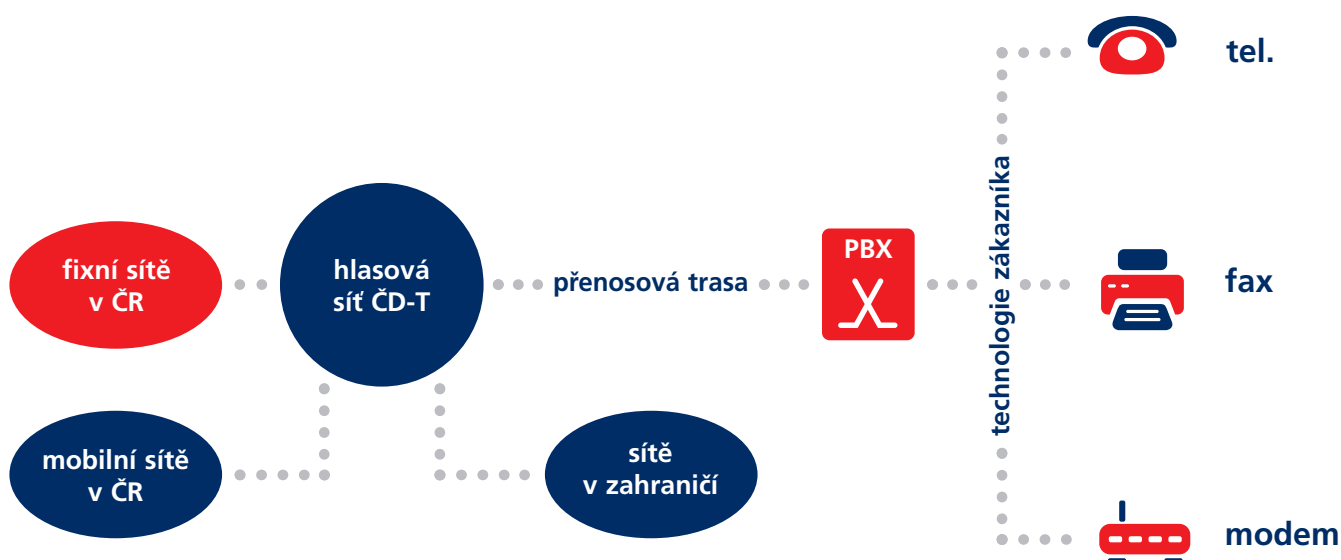 tel.
fixní sítě
v ČR
hlasová
síť ČD-T
přenosová trasa
PBX
technologie zákazníka
fax
mobilní sítě
v ČR
sítě
v zahraničí
modem